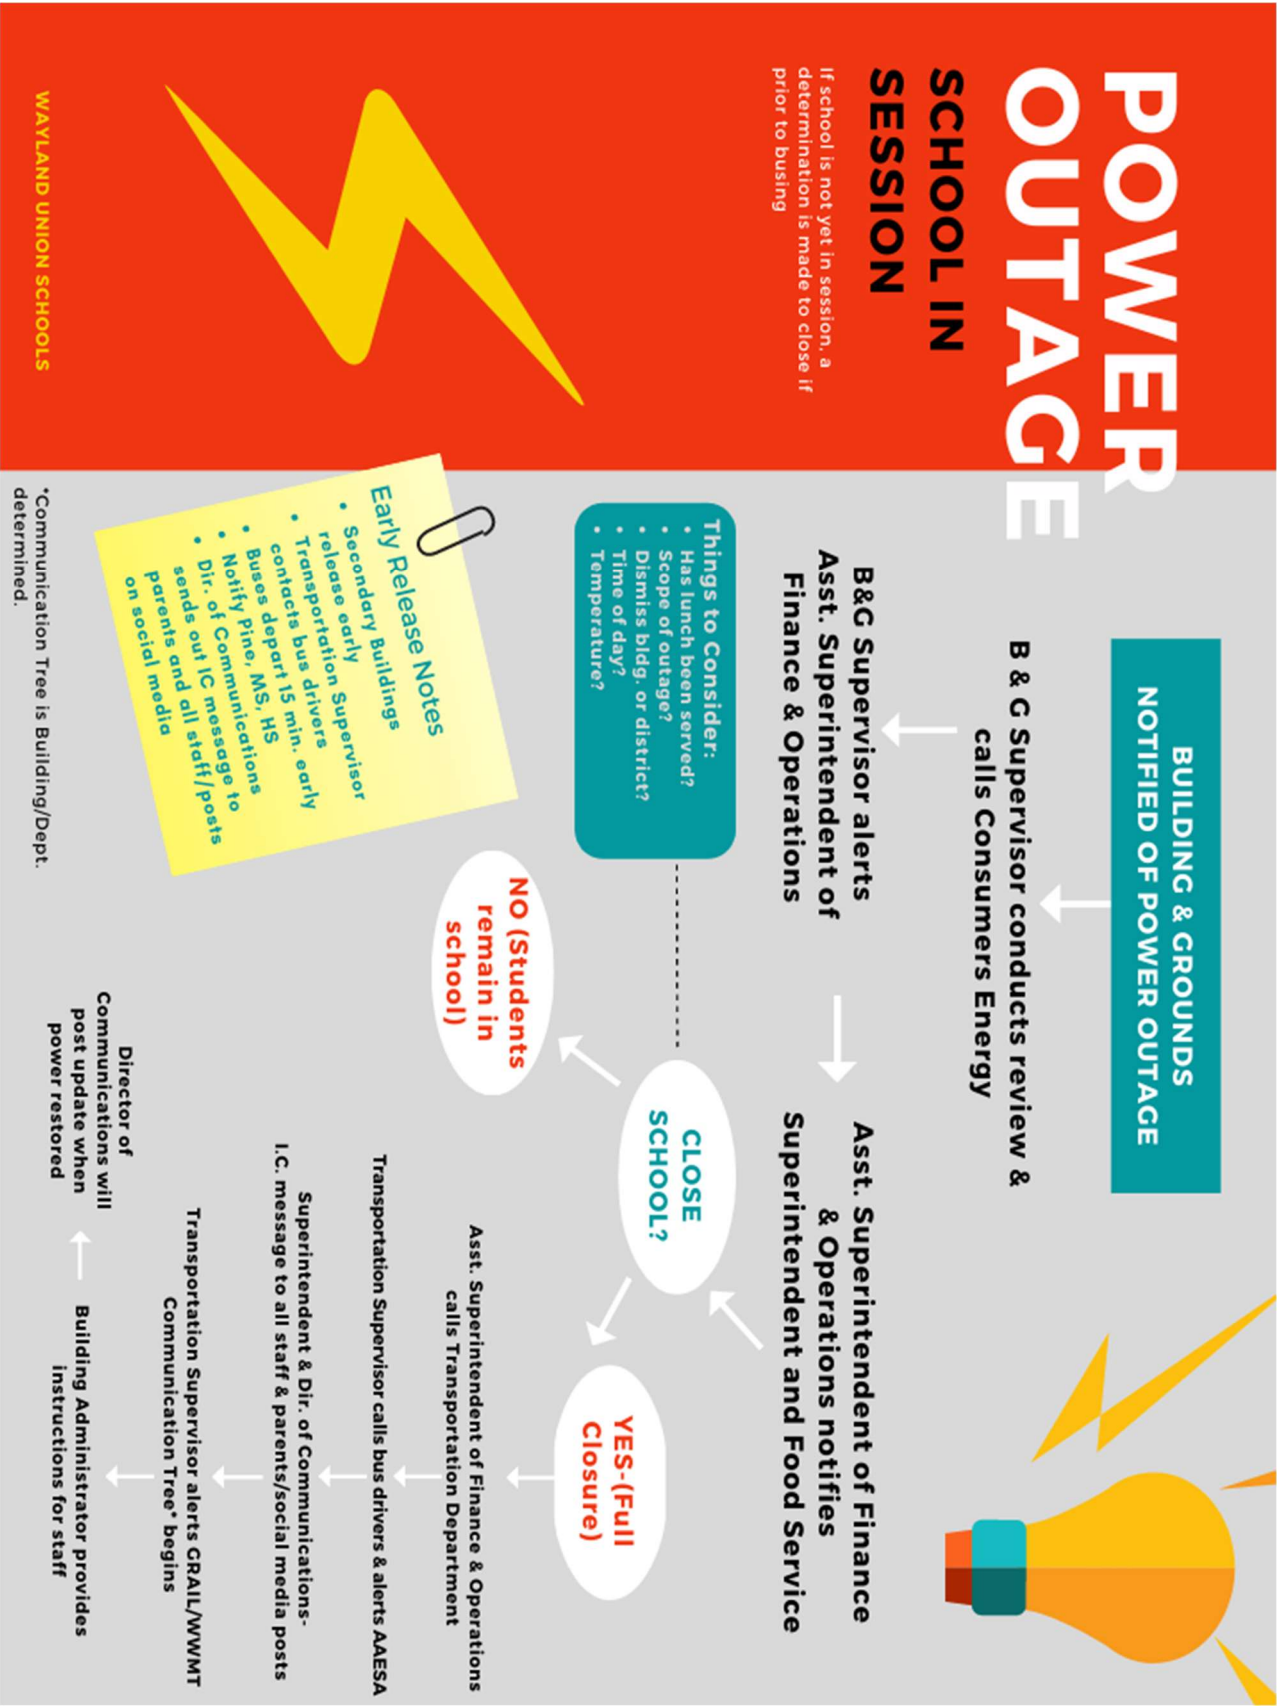 POWER
OUTAGE
SCHOOL IN
SESSION
If school is not yet in session, a
determination is made to close if
prior to busing
WAYLAND UNION SCHOOLS
BUILDING & GROUNDS
NOTIFIED OF POWER OUTAGE
B & G Supervisor conducts review &
calls Consumers Energy
B&G Supervisor alerts
Asst. Superintendent of
Finance & Operations
Asst. Superintendent of Finance
& Operations notifies
Superintendent and Food Service
Things to Consider:
• Has lunch been served?
• Scope of outage?
• Dismiss bldg. or district?
• Time of day?
• Temperature?
CLOSE
SCHOOL?
NO (Students
remain in
school)
YES-(Full
Closure)
Early Release Notes
• Secondary Buildings
release early
• Transportation Supervisor
contacts bus drivers
• Buses depart 15 min. early
• Notify Pine, MS, HS
• Dir. of Communications
sends out IC message to
parents and all staff/posts
on social media
Asst. Superintendent of Finance & Operations
calls Transportation Department
Transportation Supervisor calls bus drivers & alerts AAESA
Superintendent & Dir. of Communications-
I.C. message to all staff & parents/social media posts
Transportation Supervisor alerts GRAIL/WWMT
Communication Tree* begins
Building Administrator provides
instructions for staff
Director of
Communications will
post update when
power restored
*Communication Tree is Building/Dept.
determined.